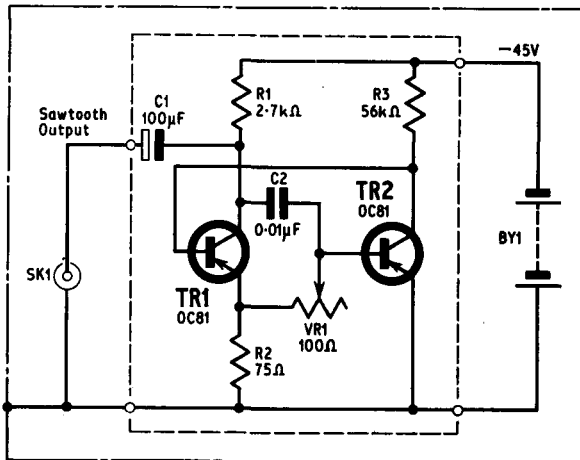 −45V
R1
2·7kΩ
R3
56kΩ
C1
100µF
Sawtooth
Output
C2
0·01µF
TR2
OC81
BY1
SK1
TR1
OC81
VR1
100Ω
R2
75Ω